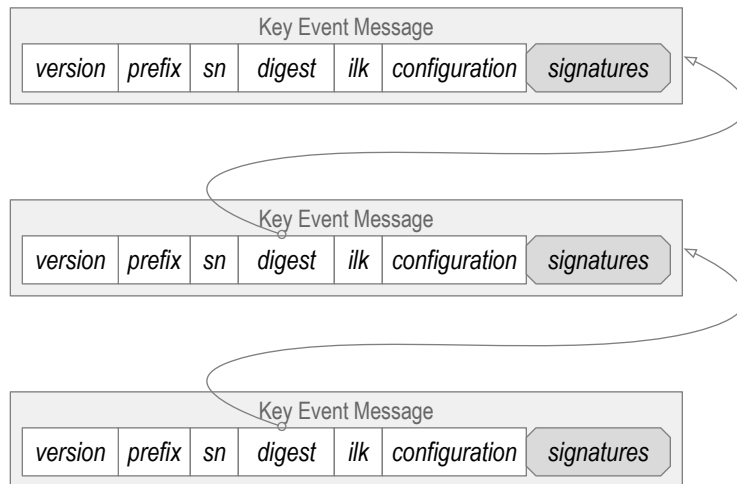 Key Event Message
version prefix sn digest ilk configuration signatures
Key Event Message
version prefix sn digest ilk configuration signatures
Key Event Message
version prefix sn digest ilk configuration signatures